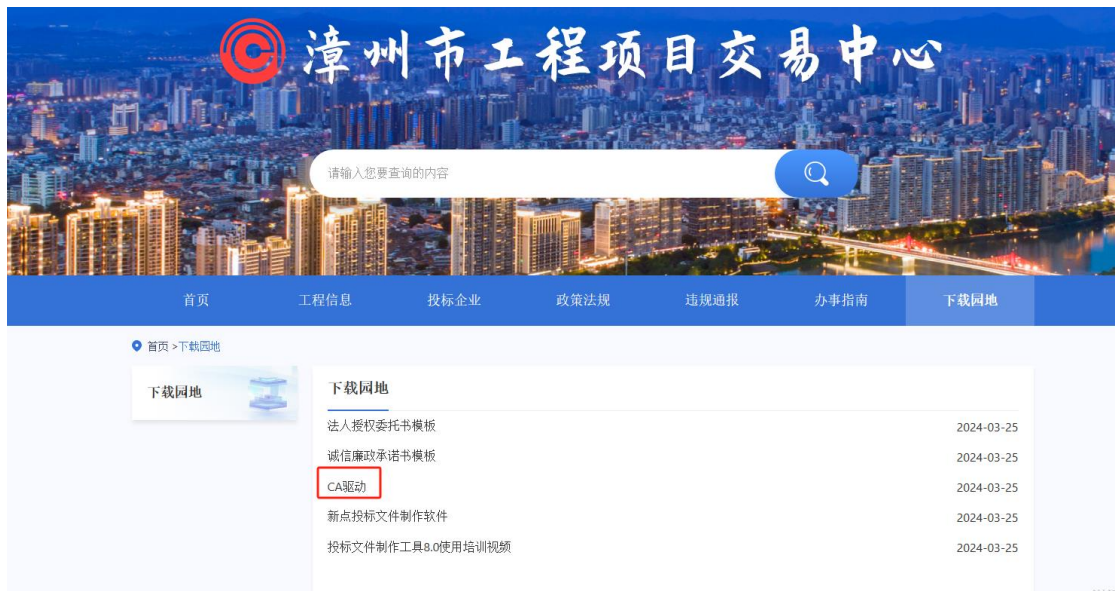 漳州市工程项目交易中心
请输入您要查询的内容
首页 工程信息 投标企业 政策法规 违规通报 办事指南 下载园地
首页 >下载园地
下载园地
下载园地
法人授权委托书模板 2024-03-25
诚信廉政承诺书模板 2024-03-25
CA驱动 2024-03-25
新点投标文件制作软件 2024-03-25
投标文件制作工具8.0使用培训视频 2024-03-25